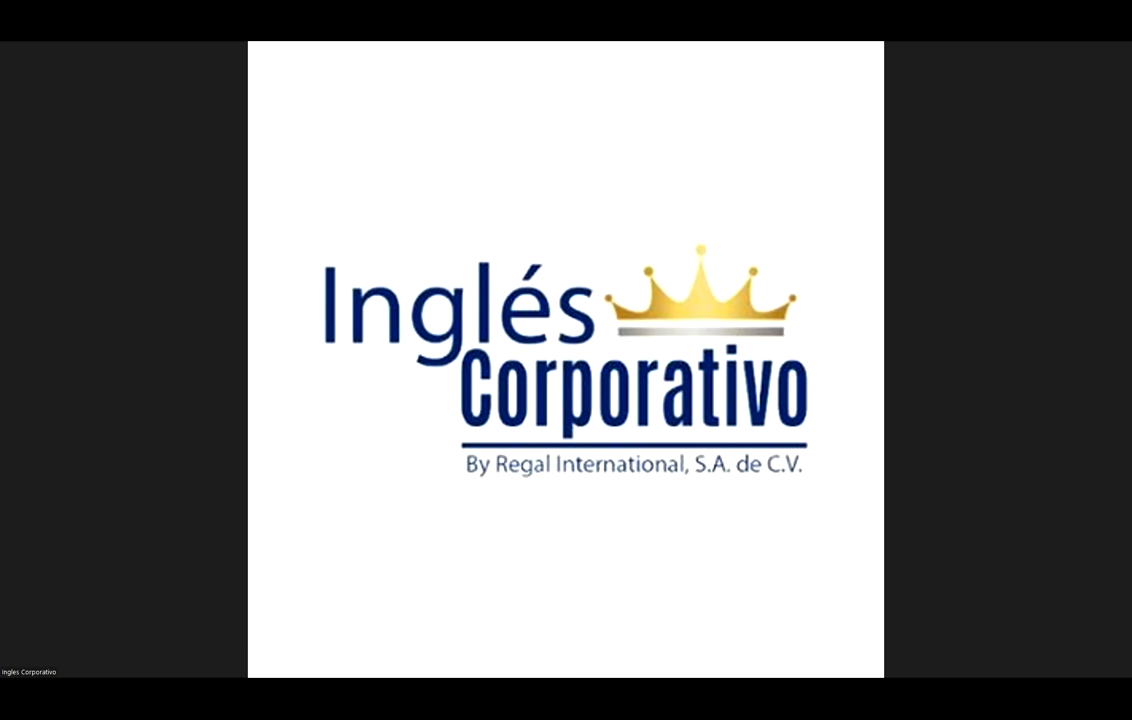 Inglés
Corporativo
By Regal International, S.A. de C.V.
Ingles Corporativo